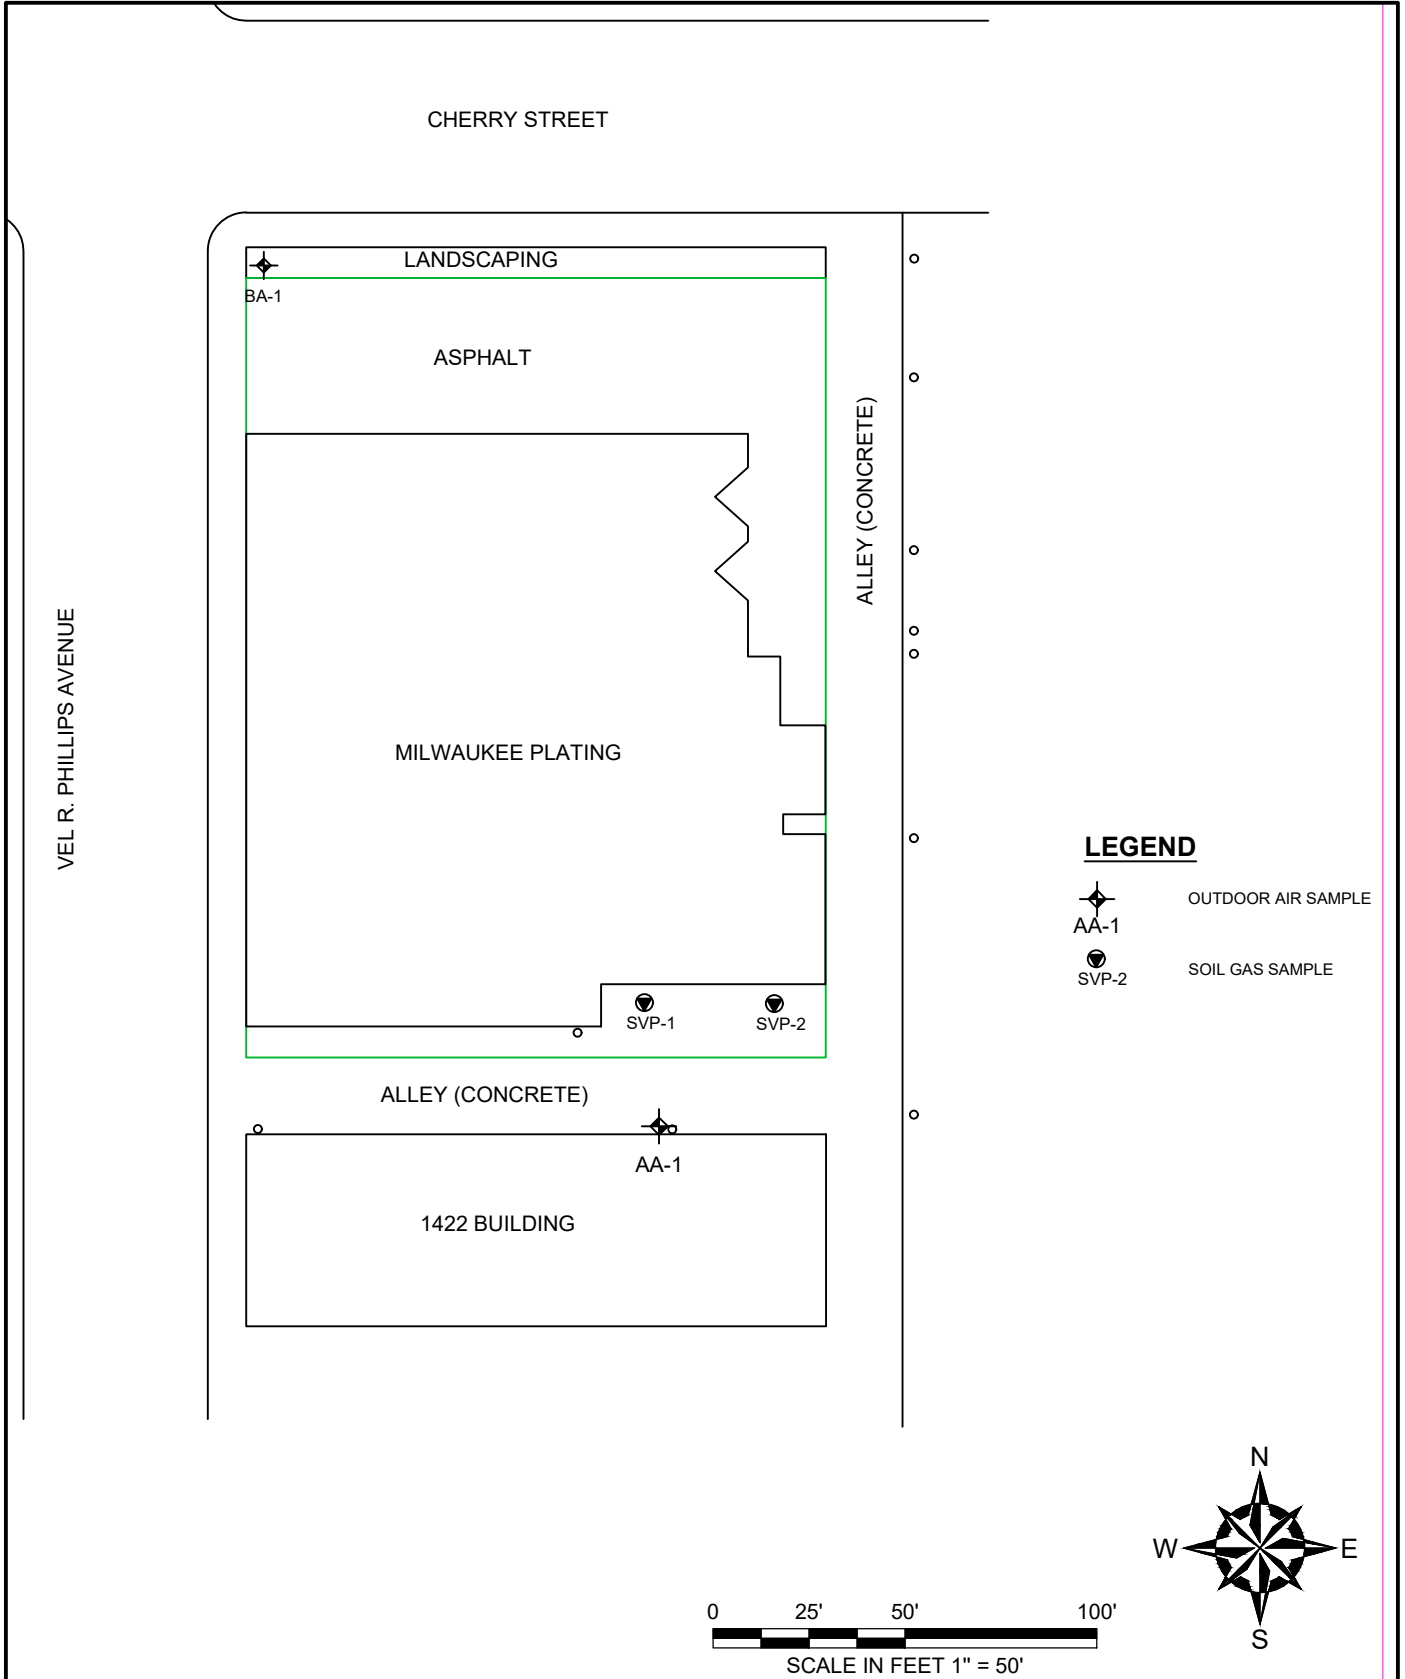 CHERRY STREET
LANDSCAPING
BA-1
ASPHALT
ALLEY (CONCRETE)
VEL R. PHILLIPS AVENUE
MILWAUKEE PLATING
LEGEND
OUTDOOR AIR SAMPLE
AA-1
SOIL GAS SAMPLE
SVP-2
SVP-1
SVP-2
ALLEY (CONCRETE)
AA-1
1422 BUILDING
N
W
E
S
0 25' 50' 100'
SCALE IN FEET 1" = 50'